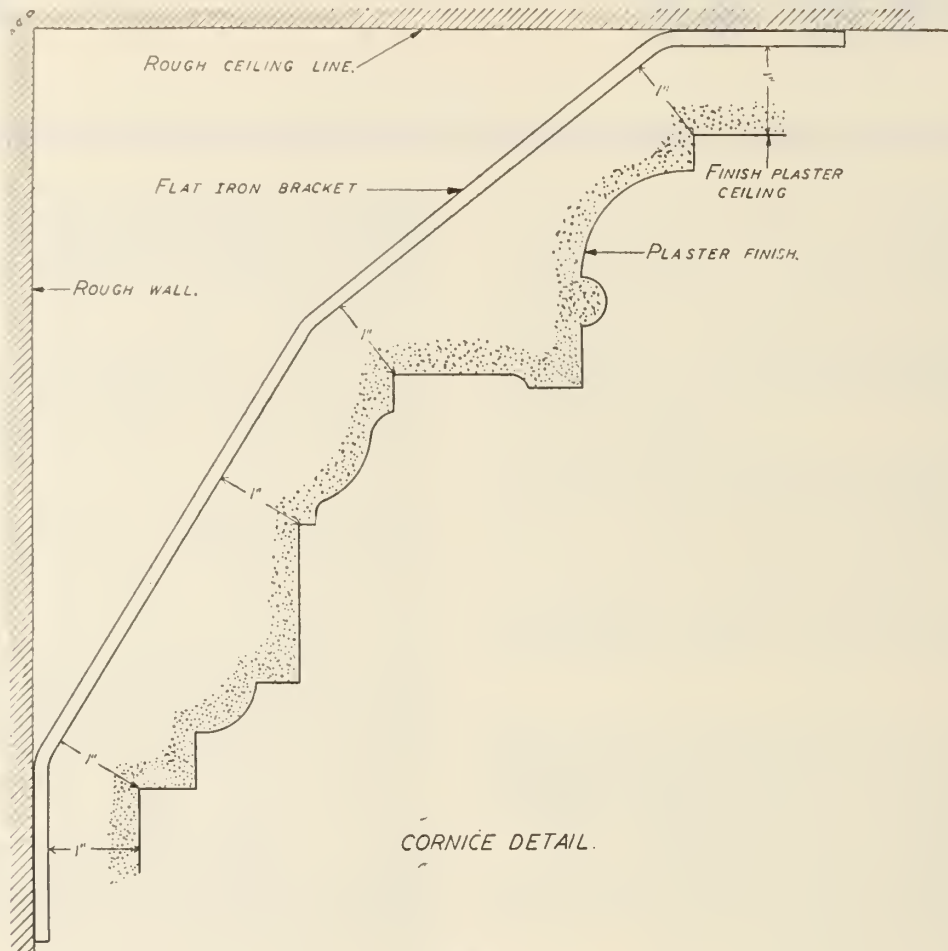 ROUGH CEILING LINE.
1"
1"
FLAT IRON BRACKET
FINISH PLASTER
CEILING
PLASTER FINISH.
ROUGH WALL.
1"
1"
1"
1"
CORNICE DETAIL.